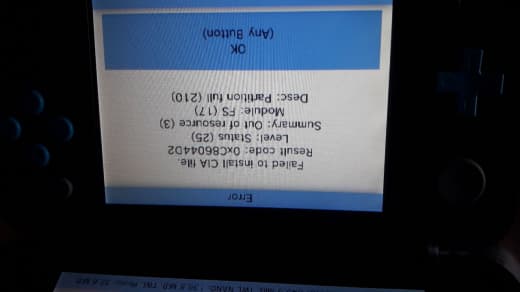 Error
Failed to install CIA file.
Result code: 0xC86044D2
Level: Status (25)
Summary: Out of resource (3)
Module: FS (17)
Desc: Partition full (210)
OK
(Any Button)